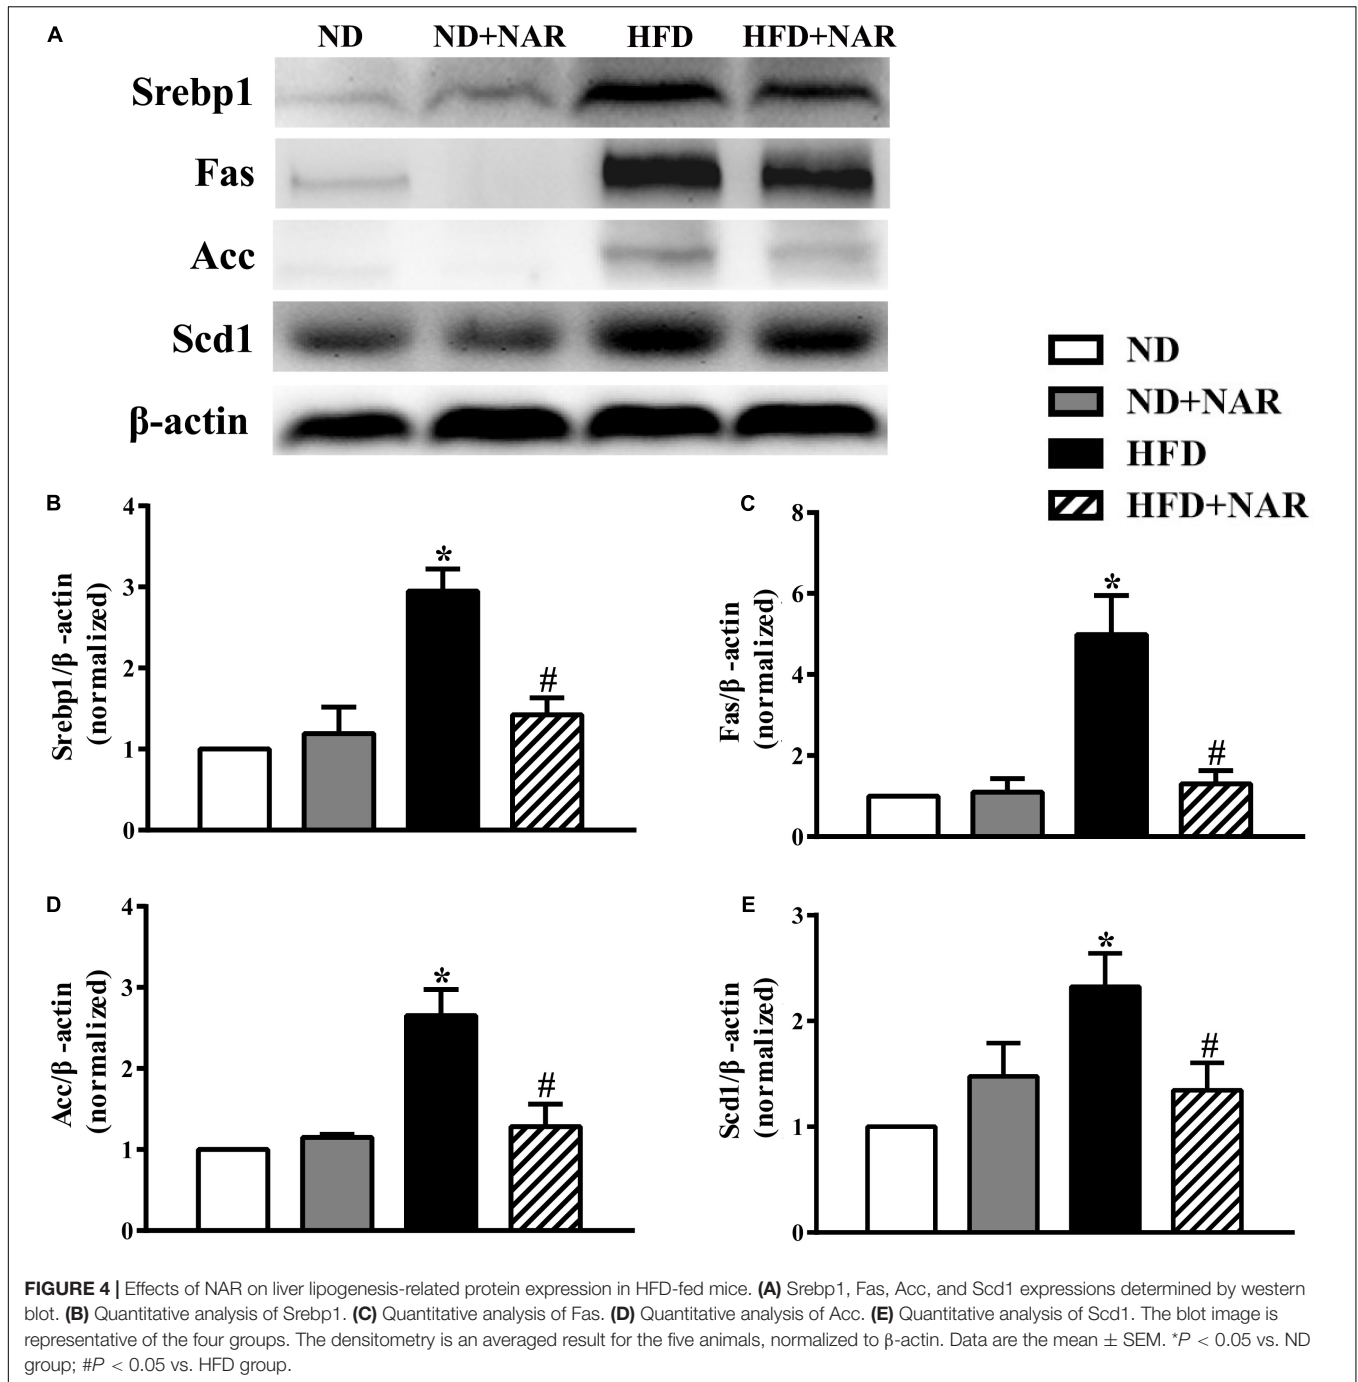 A
ND ND+NAR HFD HFD+NAR
Srebp1
Fas
Acc
Scd1
β-actin
ND
ND+NAR
HFD
HFD+NAR
B
Srebp1/β -actin
(normalized)
4
3
2
1
0
*
#
C
Fas/β -actin
(normalized)
8
6
4
2
0
*
#
D
Acc/β -actin
(normalized)
4
3
2
1
0
*
#
E
Scd1/β -actin
(normalized)
3
2
1
0
*
#
FIGURE 4 | Effects of NAR on liver lipogenesis-related protein expression in HFD-fed mice. (A) Srebp1, Fas, Acc, and Scd1 expressions determined by western
blot. (B) Quantitative analysis of Srebp1. (C) Quantitative analysis of Fas. (D) Quantitative analysis of Acc. (E) Quantitative analysis of Scd1. The blot image is
representative of the four groups. The densitometry is an averaged result for the five animals, normalized to β-actin. Data are the mean ± SEM. *P < 0.05 vs. ND
group; #P < 0.05 vs. HFD group.